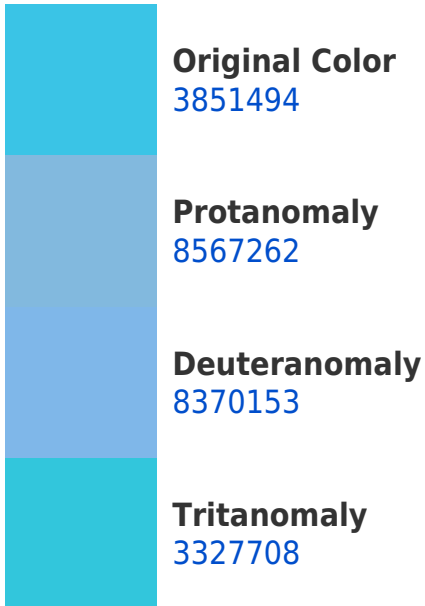 Original Color
3851494
Protanomaly
8567262
Deuteranomaly
8370153
Tritanomaly
3327708